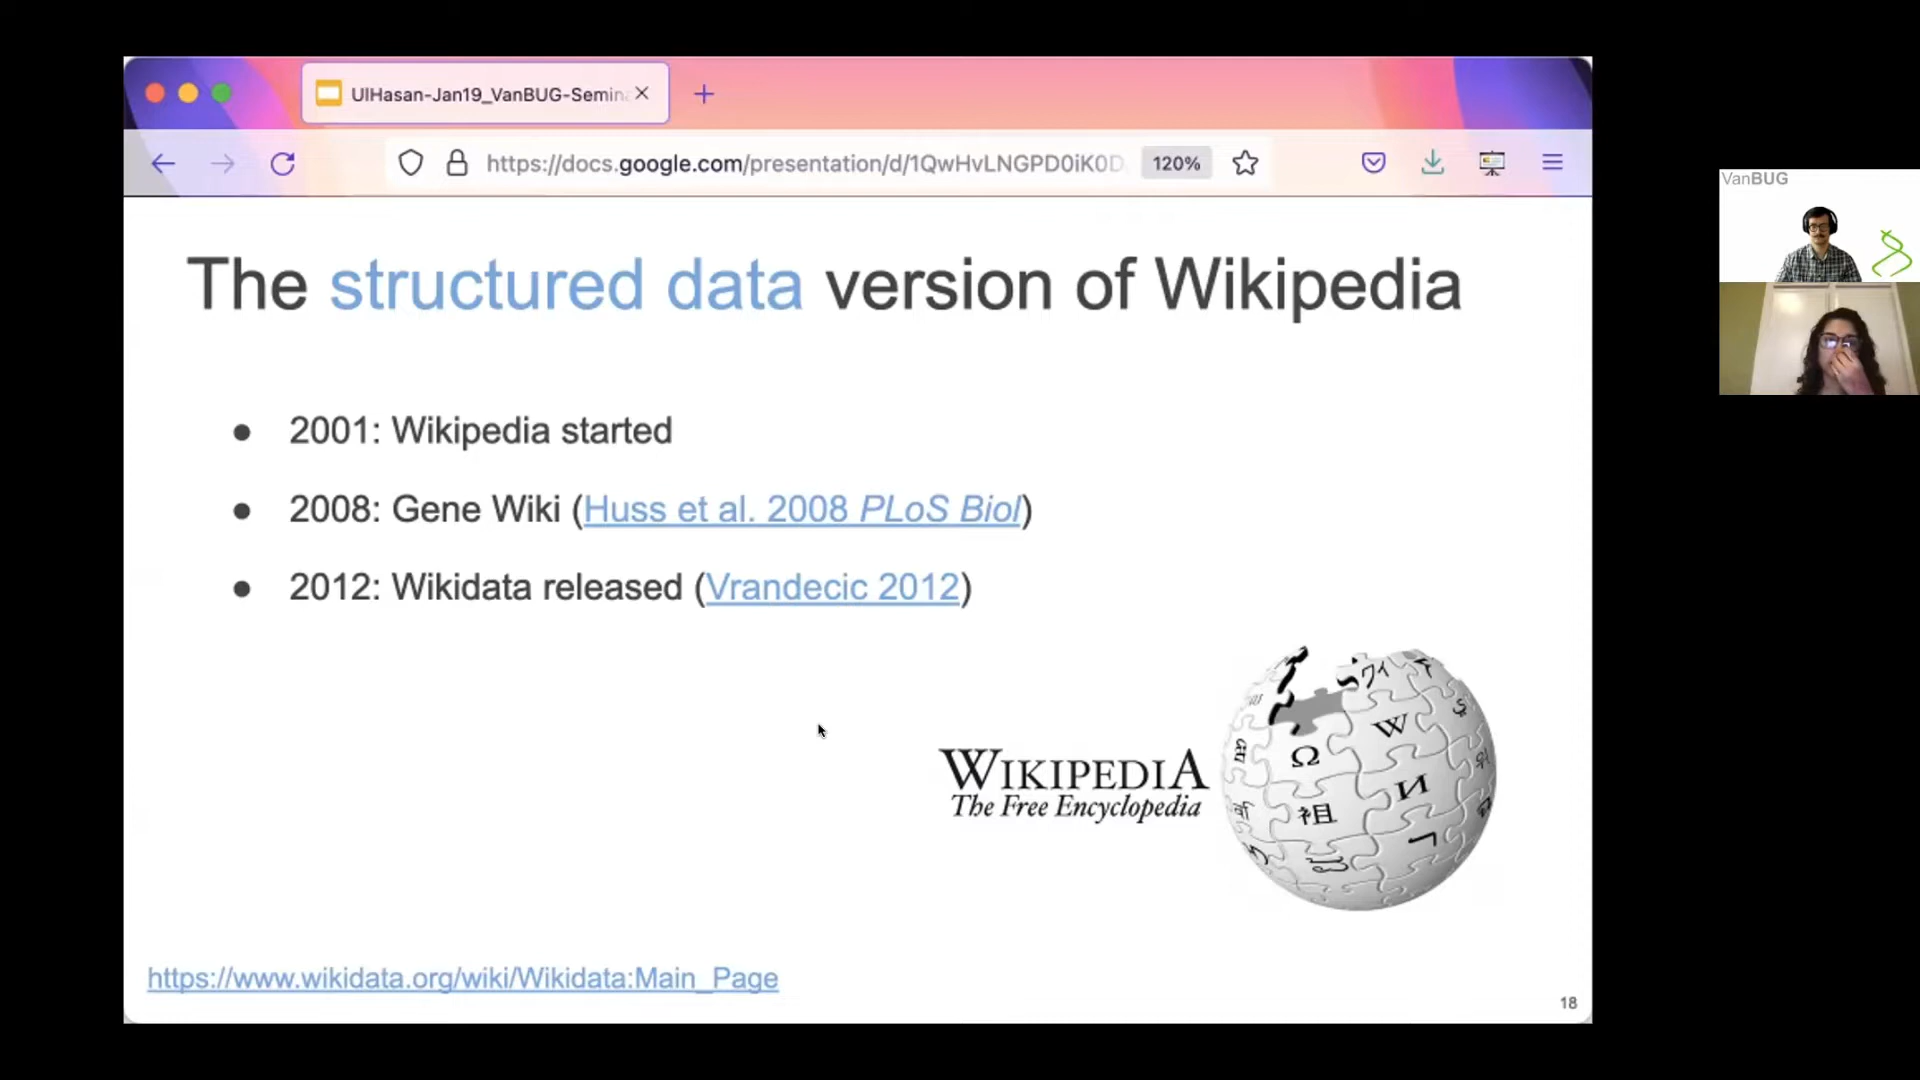 UlHasan-Jan19_VanBUG-Semin
https://docs.google.com/presentation/d/1QwHvLNGPD0iK0D
120%
VanBUG
The structured data version of Wikipedia
● 2001: Wikipedia started
● 2008: Gene Wiki (Huss et al. 2008 PLoS Biol)
● 2012: Wikidata released (Vrandecic 2012)
WIKIPEDIA
The Free Encyclopedia
Ω W И 祖
https://www.wikidata.org/wiki/Wikidata:Main_Page
18